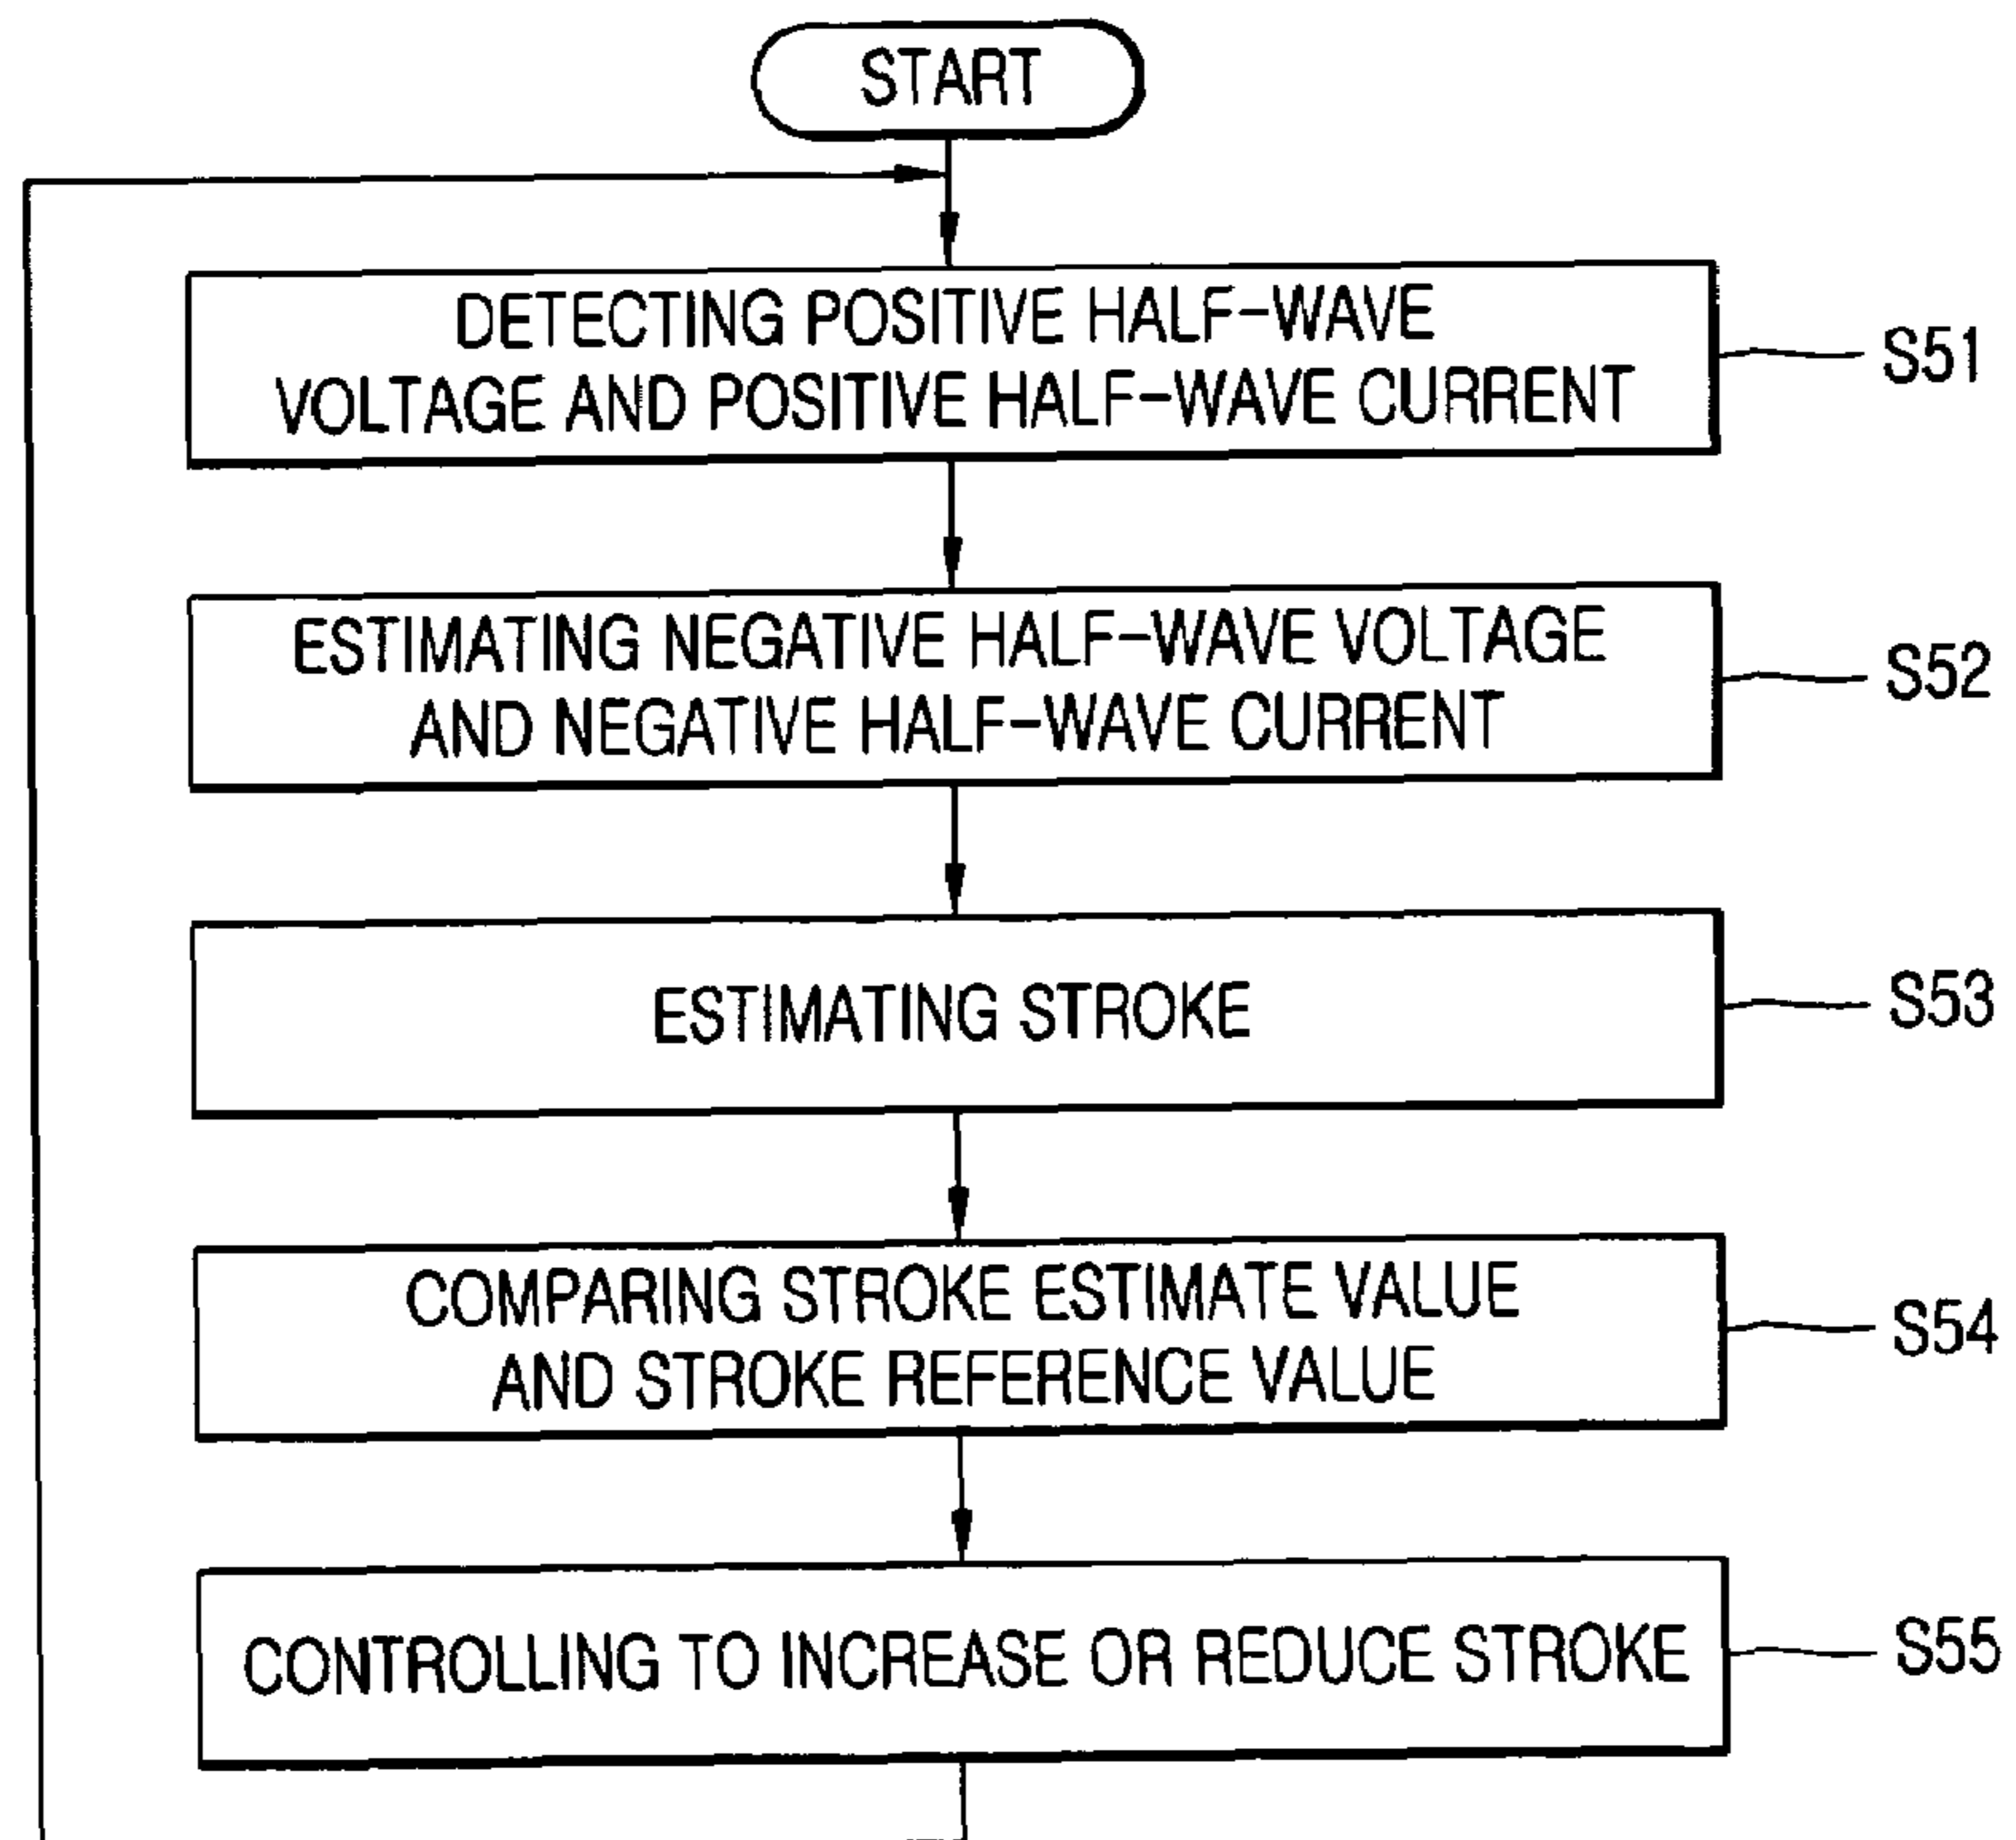 START
DETECTING POSITIVE HALF-WAVE
VOLTAGE AND POSITIVE HALF-WAVE CURRENT
S51
ESTIMATING NEGATIVE HALF-WAVE VOLTAGE
AND NEGATIVE HALF-WAVE CURRENT
S52
ESTIMATING STROKE
S53
COMPARING STROKE ESTIMATE VALUE
AND STROKE REFERENCE VALUE
S54
CONTROLLING TO INCREASE OR REDUCE STROKE
S55